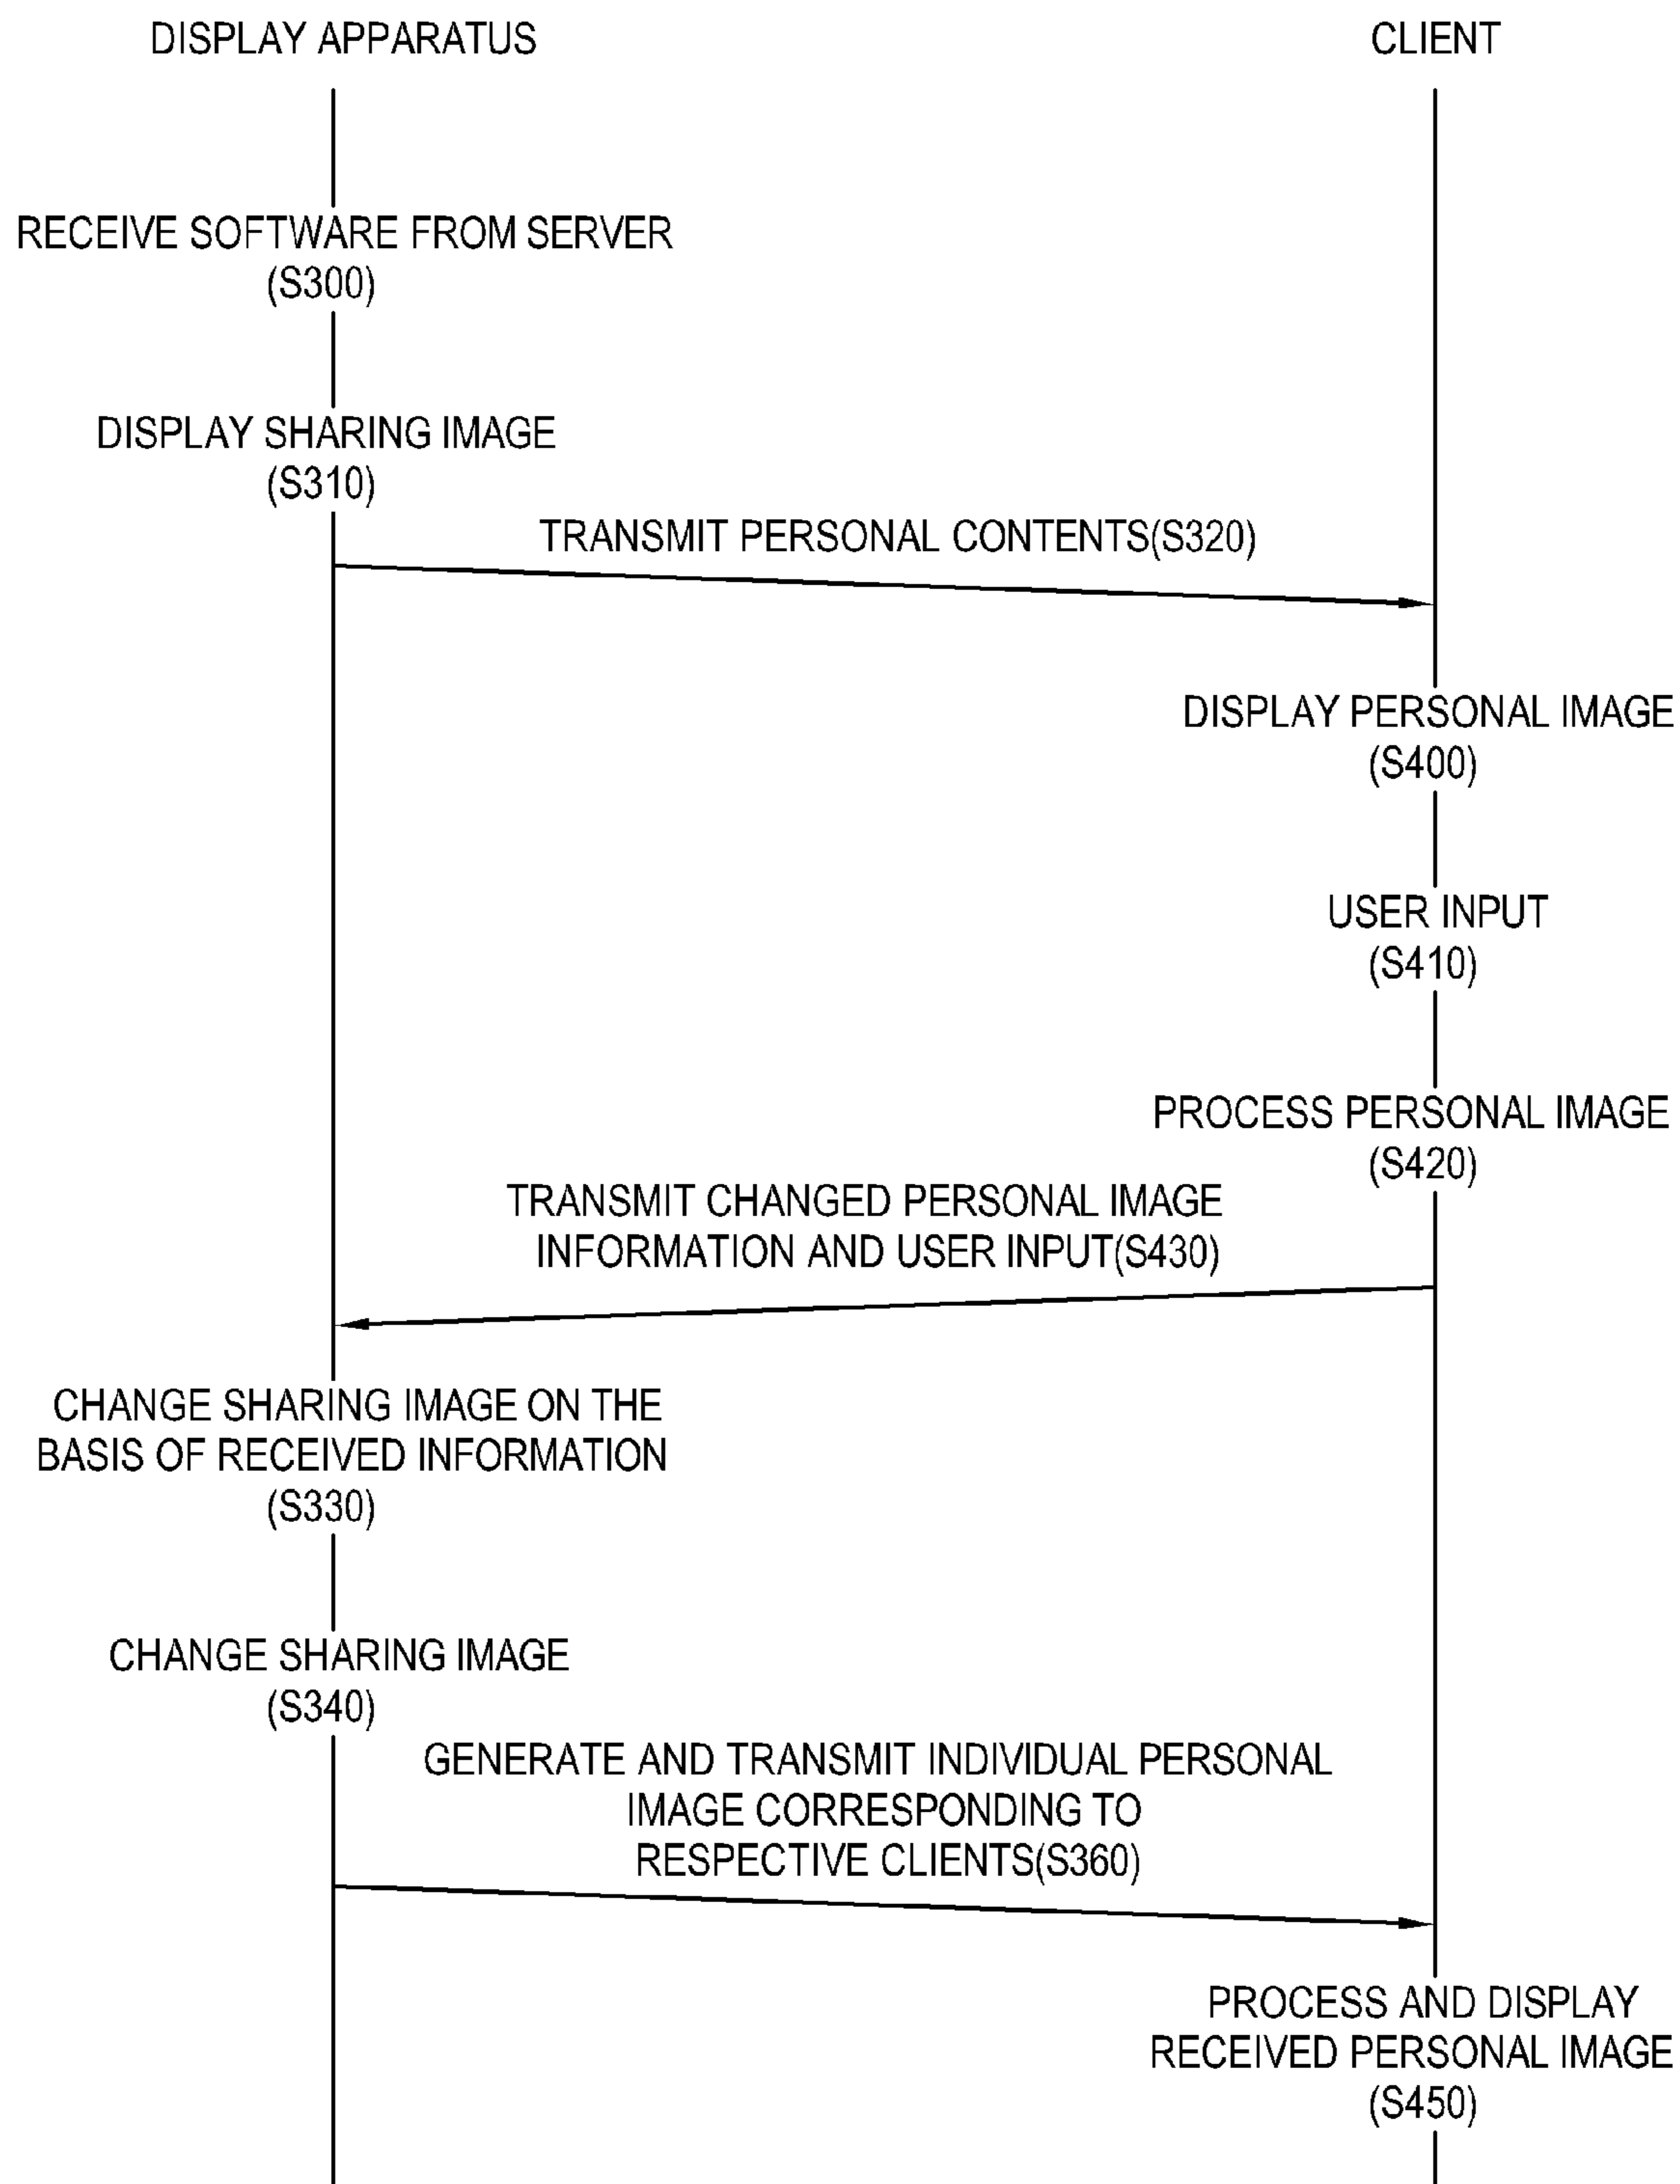 DISPLAY APPARATUS
CLIENT
RECEIVE SOFTWARE FROM SERVER
(S300)
DISPLAY SHARING IMAGE
(S310)
TRANSMIT PERSONAL CONTENTS(S320)
DISPLAY PERSONAL IMAGE
(S400)
USER INPUT
(S410)
PROCESS PERSONAL IMAGE
(S420)
TRANSMIT CHANGED PERSONAL IMAGE
INFORMATION AND USER INPUT(S430)
CHANGE SHARING IMAGE ON THE
BASIS OF RECEIVED INFORMATION
(S330)
CHANGE SHARING IMAGE
(S340)
GENERATE AND TRANSMIT INDIVIDUAL PERSONAL
IMAGE CORRESPONDING TO
RESPECTIVE CLIENTS(S360)
PROCESS AND DISPLAY
RECEIVED PERSONAL IMAGE
(S450)